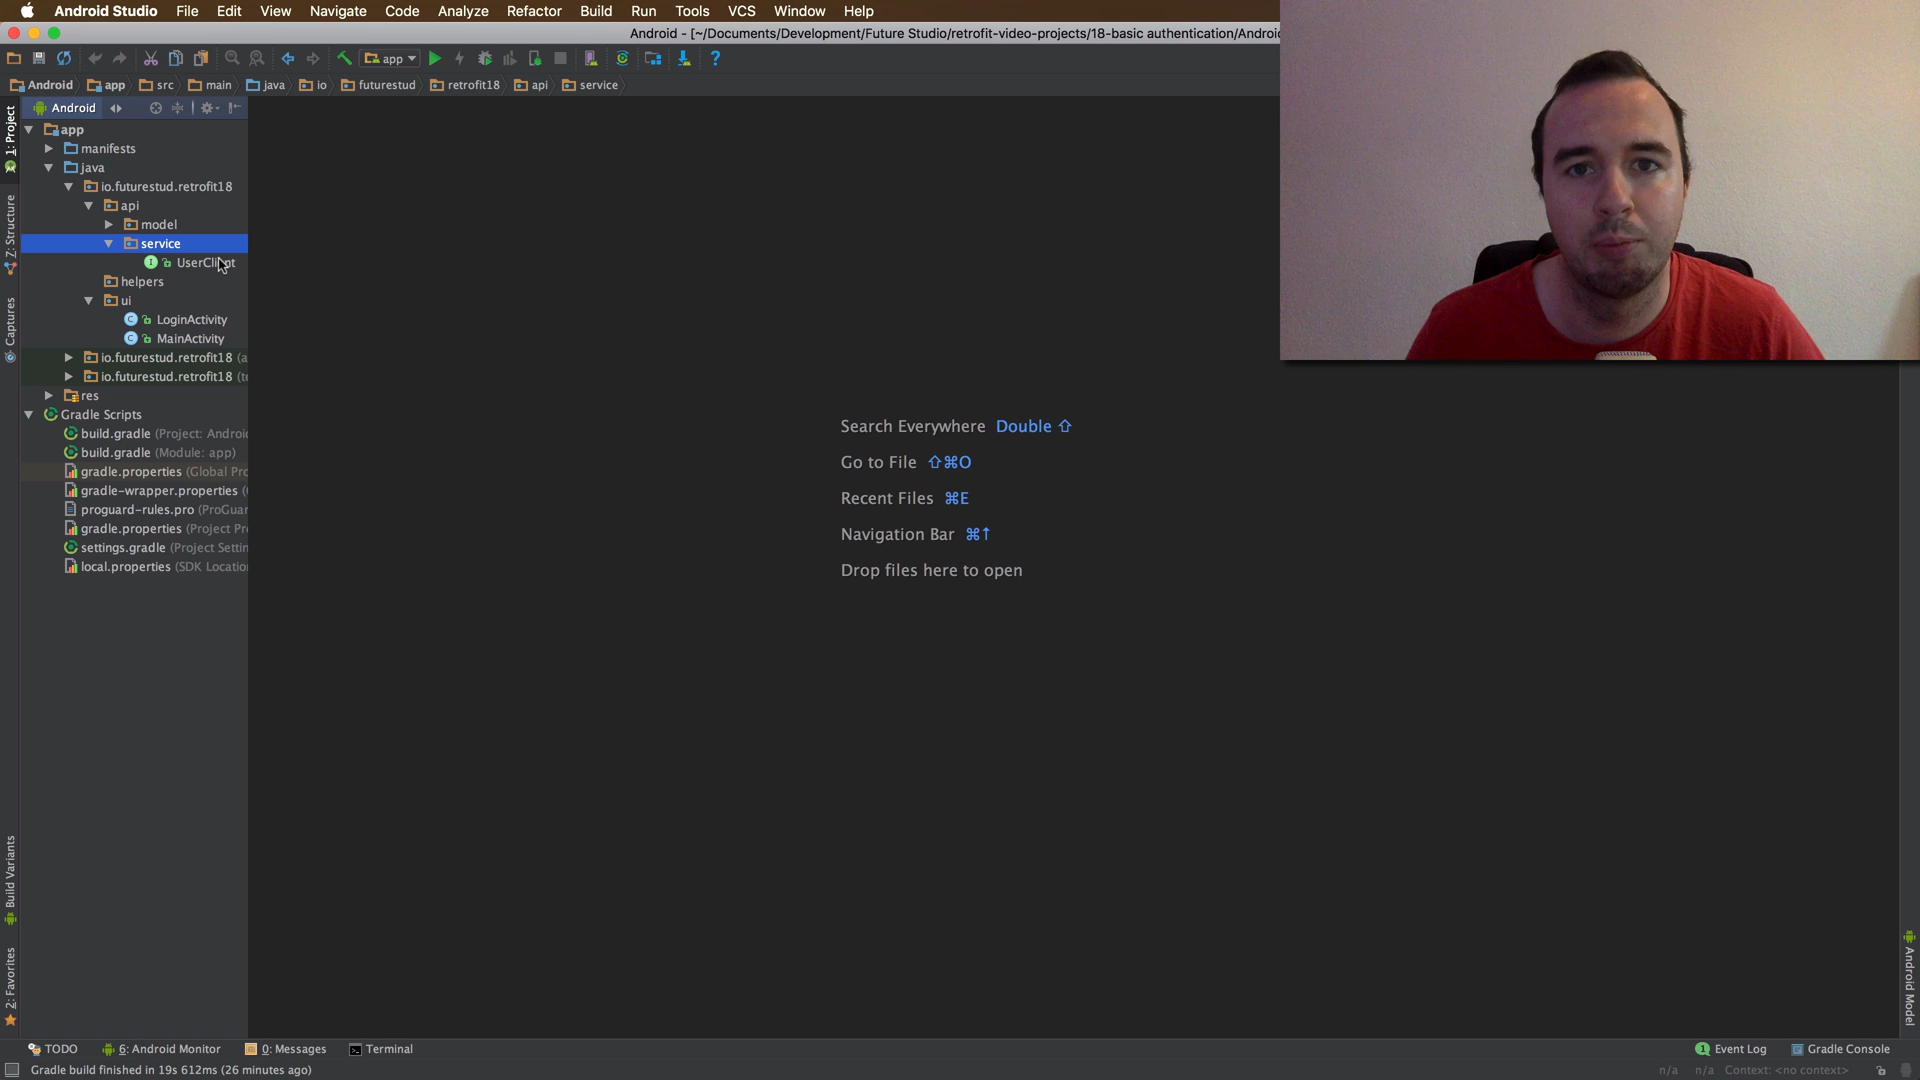 Android Studio File Edit View Navigate Code Analyze Refactor Build Run Tools VCS Window Help
Android - [~/Documents/Development/Future Studio/retrofit-video-projects/18-basic authentication/Androi
app
Android app src main java io futurestud retrofit18 api service
Android
app
manifests
java
io.futurestud.retrofit18
api
model
service
UserClient
helpers
ui
LoginActivity
MainActivity
io.futurestud.retrofit18 (a
io.futurestud.retrofit18 (te
res
Gradle Scripts
build.gradle (Project: Androi
build.gradle (Module: app)
gradle.properties (Global Pro
gradle-wrapper.properties (
proguard-rules.pro (ProGuar
gradle.properties (Project Pr
settings.gradle (Project Settin
local.properties (SDK Locatio
1: Project
Z: Structure
Captures
Build Variants
2: Favorites
Search Everywhere Double ⇧
Go to File ⇧⌘O
Recent Files ⌘E
Navigation Bar ⌘↑
Drop files here to open
Android Model
TODO 6: Android Monitor 0: Messages Terminal 1 Event Log Gradle Console
Gradle build finished in 19s 612ms (26 minutes ago) n/a n/a Context: <no context>